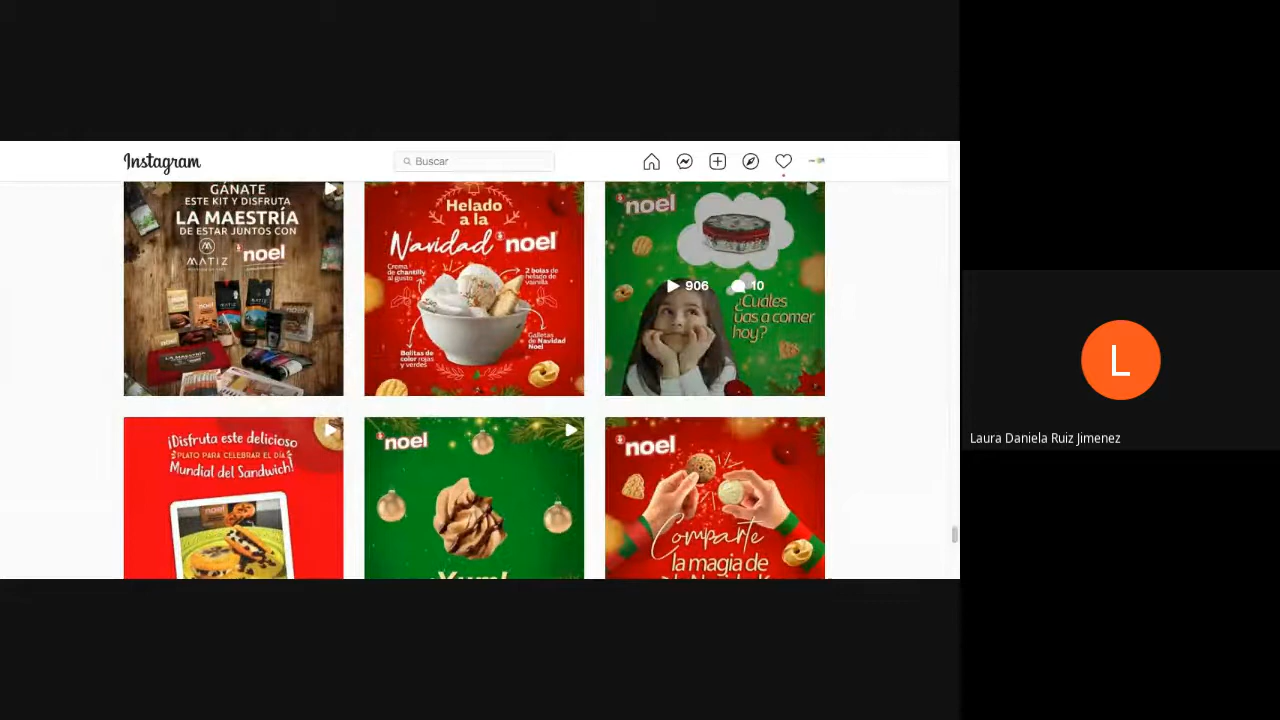 Instagram
Buscar
GÁNATE
ESTE KIT Y DISFRUTA
LA MAESTRÍA
DE ESTAR JUNTOS CON
MATIZ
noel
Helado
a la
Navidad noel
Crema
de chantilly
al gusto
2 bolas de
helado de
vainilla
Galletas
de Navidad
Noel
Bolitas de
color rojas
y verdes
noel
906
10
¿Cuáles
vas a comer
hoy?
¡Disfruta este delicioso
PLATO PARA CELEBRAR EL DÍA
Mundial del Sandwich!
noel
noel
¡Yum!
noel
Comparte
la magia de
L
Laura Daniela Ruiz Jimenez